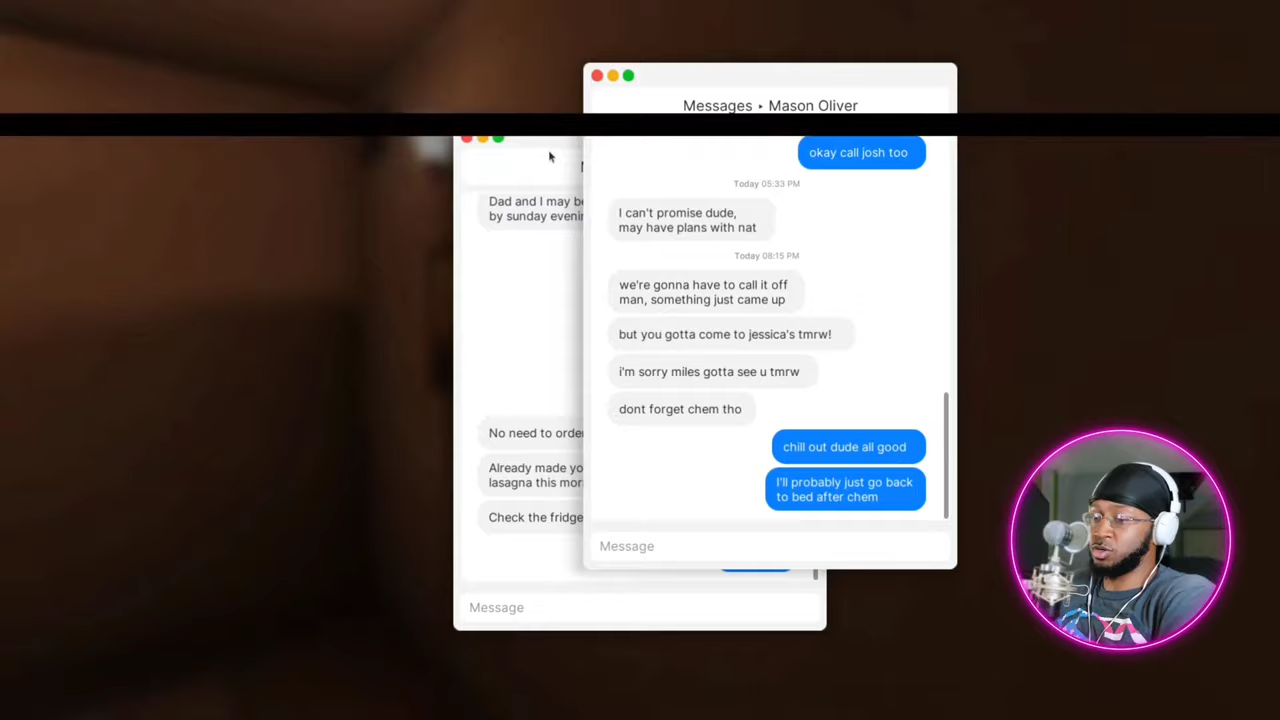 Messages ‣ Mason Oliver
okay call josh too
Today 05:33 PM
I can't promise dude,
may have plans with nat
Today 08:15 PM
we're gonna have to call it off
man, something just came up
but you gotta come to jessica's tmrw!
i'm sorry miles gotta see u tmrw
dont forget chem tho
chill out dude all good
I'll probably just go back
to bed after chem
Message
Dad and I may be
by sunday evenin
No need to orde
Already made yo
lasagna this mor
Check the fridge
Message